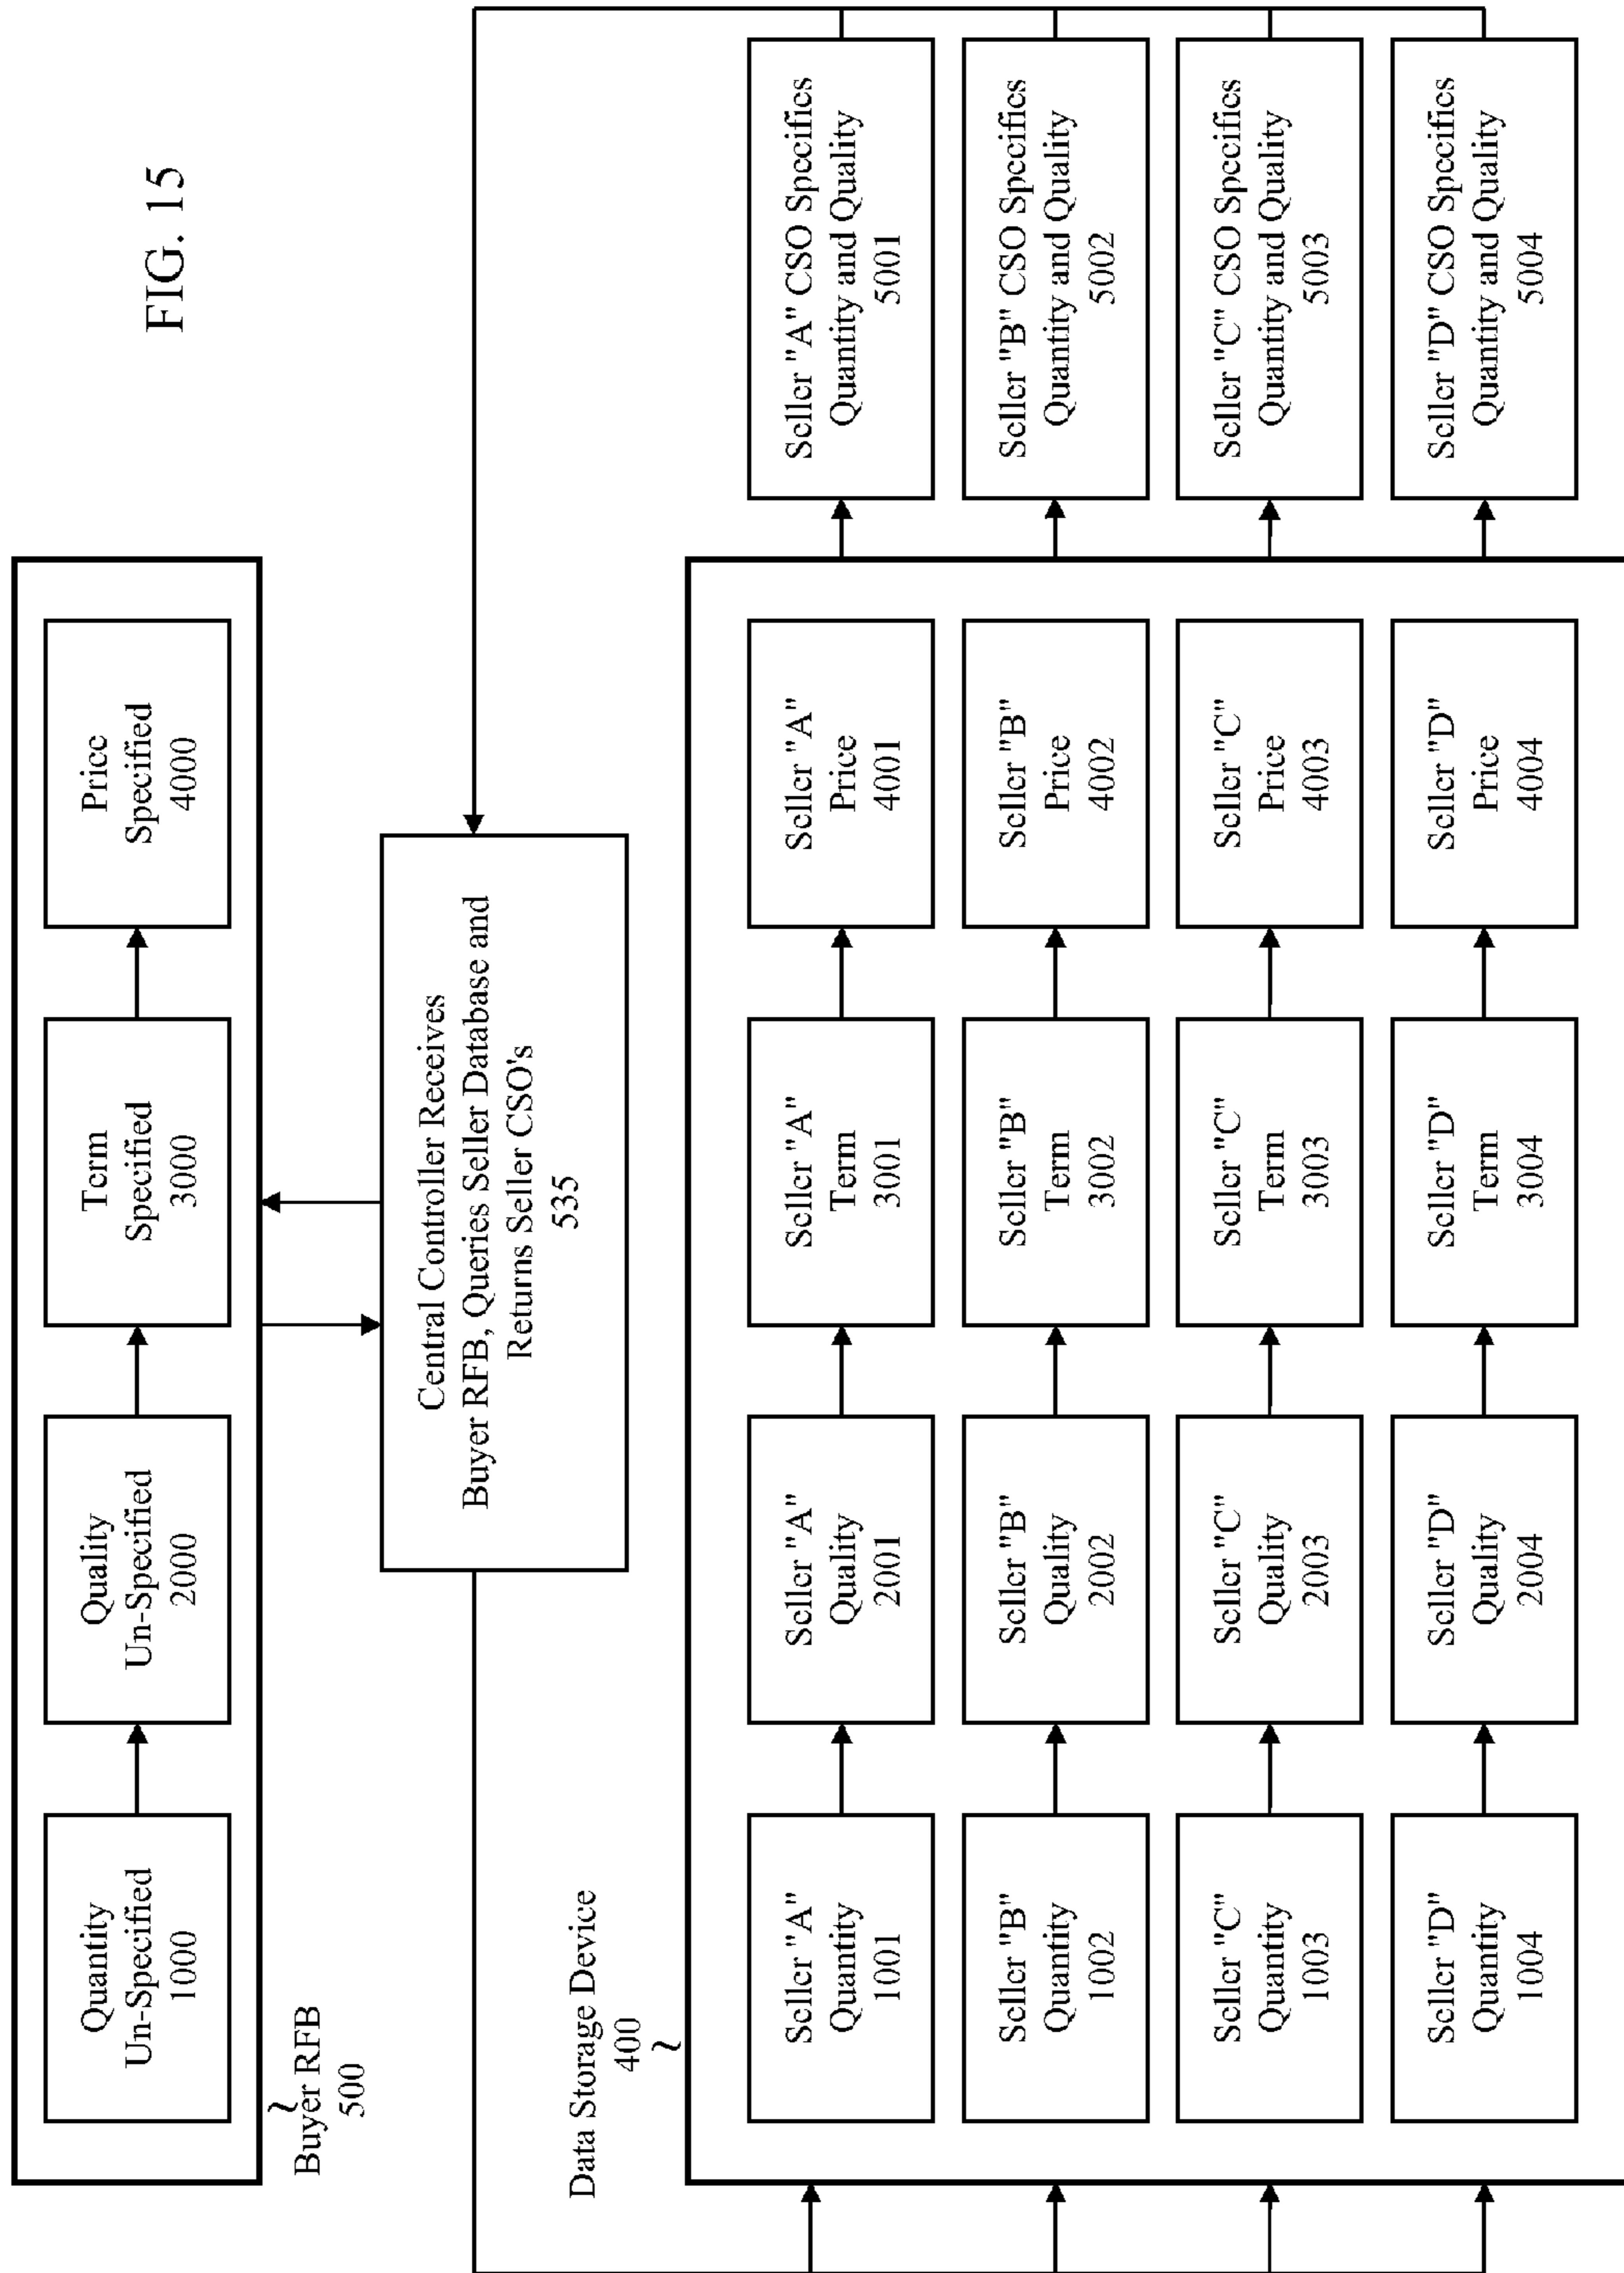 FIG. 15
Quantity
Un-Specified
1000
Quality
Un-Specified
2000
Term
Specified
3000
Price
Specified
4000
Buyer RFB
500
Central Controller Receives
Buyer RFB, Queries Seller Database and
Returns Seller CSO's
535
Data Storage Device
400
Seller "A"
Quantity
1001
Seller "A"
Quality
2001
Seller "A"
Term
3001
Seller "A"
Price
4001
Seller "A" CSO Specifics
Quantity and Quality
5001
Seller "B"
Quantity
1002
Seller "B"
Quality
2002
Seller "B"
Term
3002
Seller "B"
Price
4002
Seller "B" CSO Specifics
Quantity and Quality
5002
Seller "C"
Quantity
1003
Seller "C"
Quality
2003
Seller "C"
Term
3003
Seller "C"
Price
4003
Seller "C" CSO Specifics
Quantity and Quality
5003
Seller "D"
Quantity
1004
Seller "D"
Quality
2004
Seller "D"
Term
3004
Seller "D"
Price
4004
Seller "D" CSO Specifics
Quantity and Quality
5004